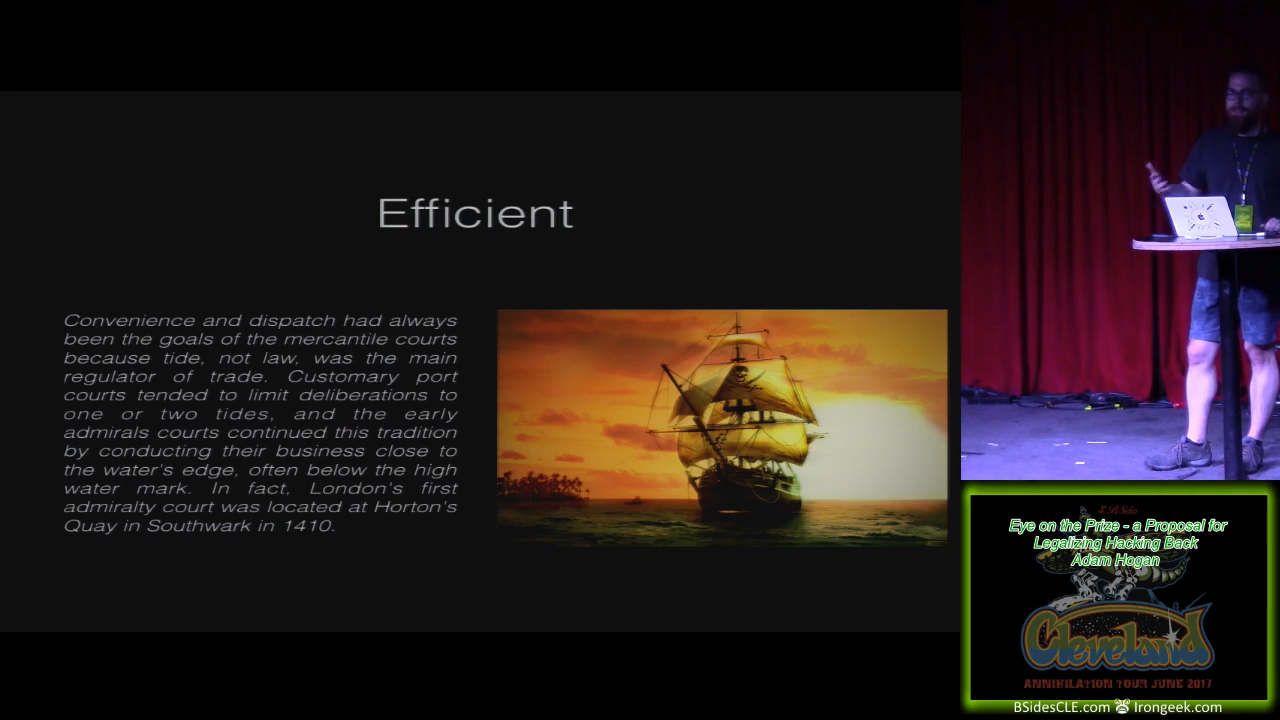 Efficient
Convenience and dispatch had always
been the goals of the mercantile courts
because tide, not law, was the main
regulator of trade. Customary port
courts tended to limit deliberations to
one or two tides, and the early
admirals courts continued this tradition
by conducting their business close to
the water's edge, often below the high
water mark. In fact, London's first
admiralty court was located at Horton's
Quay in Southwark in 1410.
Eye on the Prize - a Proposal for
Legalizing Hacking Back
Adam Hogan
Cleveland
ANNIHILATION TOUR JUNE 2017
BSidesCLE.com Irongeek.com